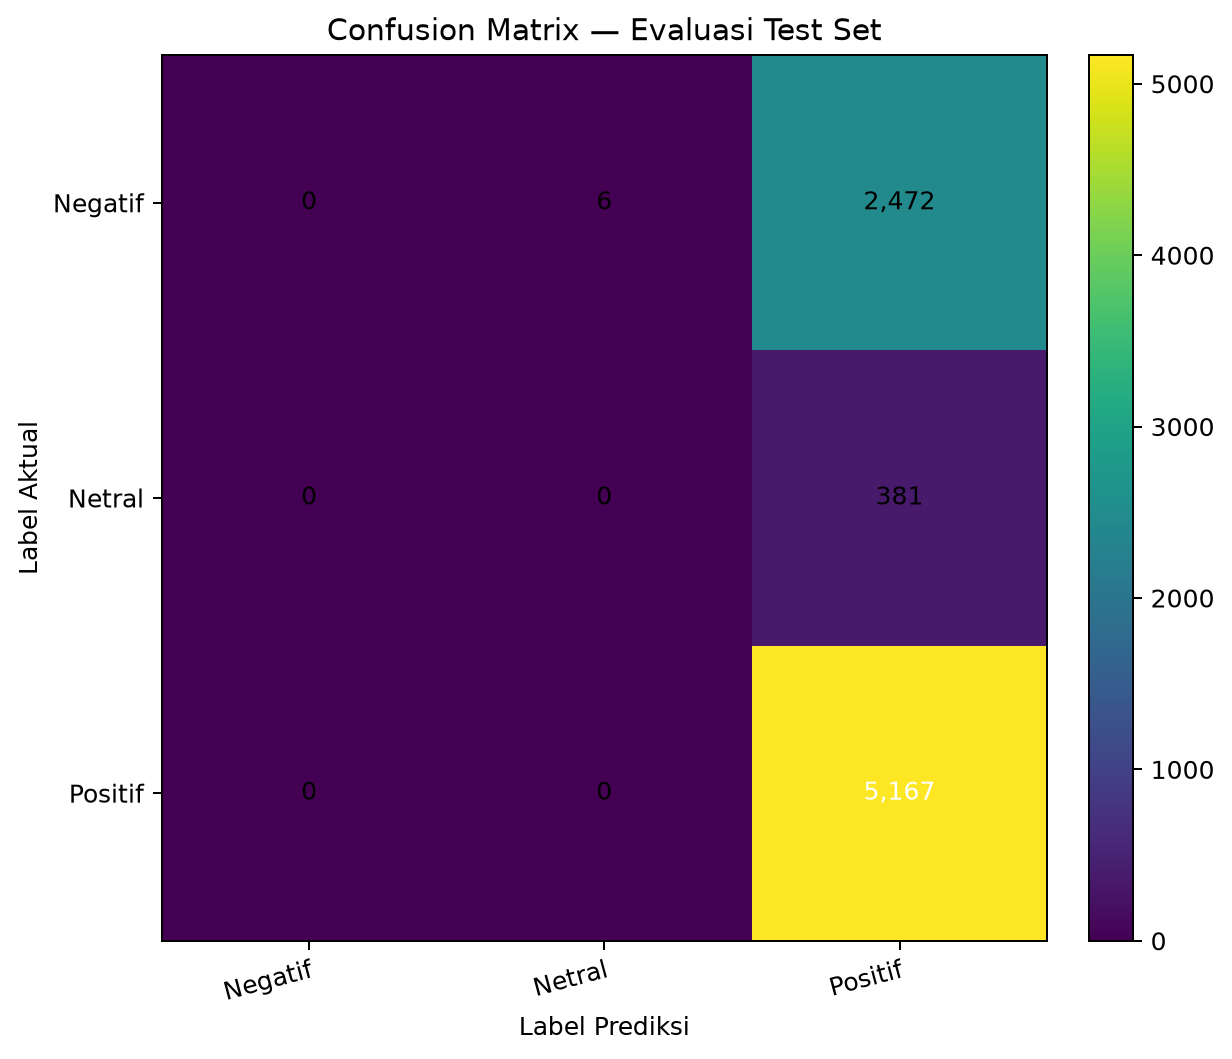 Confusion Matrix — Evaluasi Test Set
Negatif 0 6 2,472
Netral 0 0 381
Positif 0 0 5,167
Negatif Netral Positif
Label Prediksi
Label Aktual
5000
4000
3000
2000
1000
0